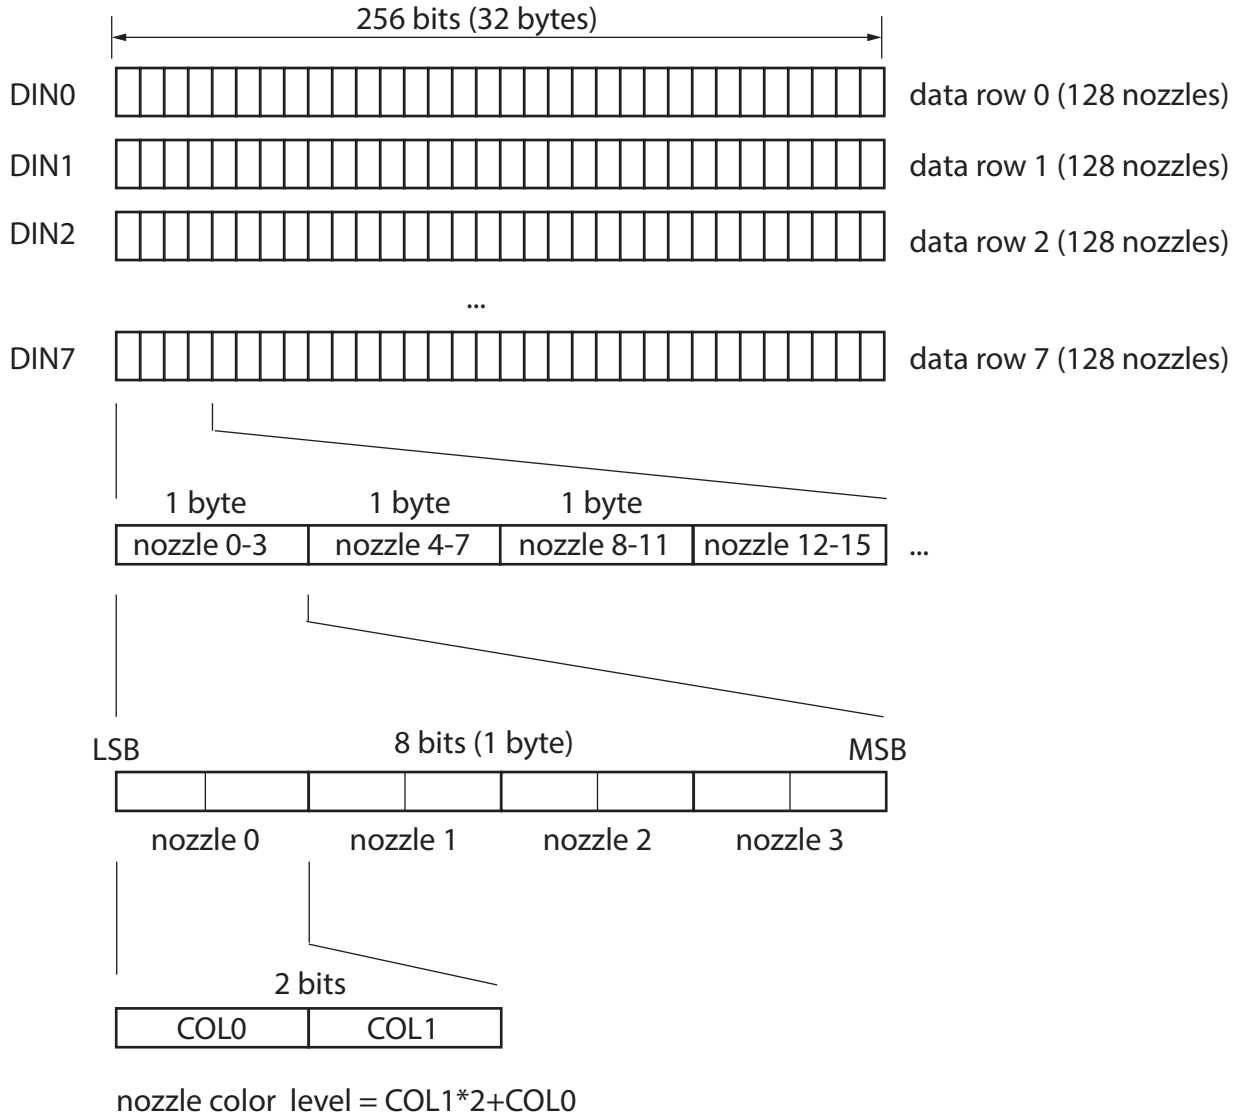 256 bits (32 bytes)
DIN0 data row 0 (128 nozzles)
DIN1 data row 1 (128 nozzles)
DIN2 data row 2 (128 nozzles)
...
DIN7 data row 7 (128 nozzles)
1 byte 1 byte 1 byte
nozzle 0-3 nozzle 4-7 nozzle 8-11 nozzle 12-15 ...
LSB 8 bits (1 byte) MSB
nozzle 0 nozzle 1 nozzle 2 nozzle 3
2 bits
COL0 COL1
nozzle color level = COL1*2+COL0